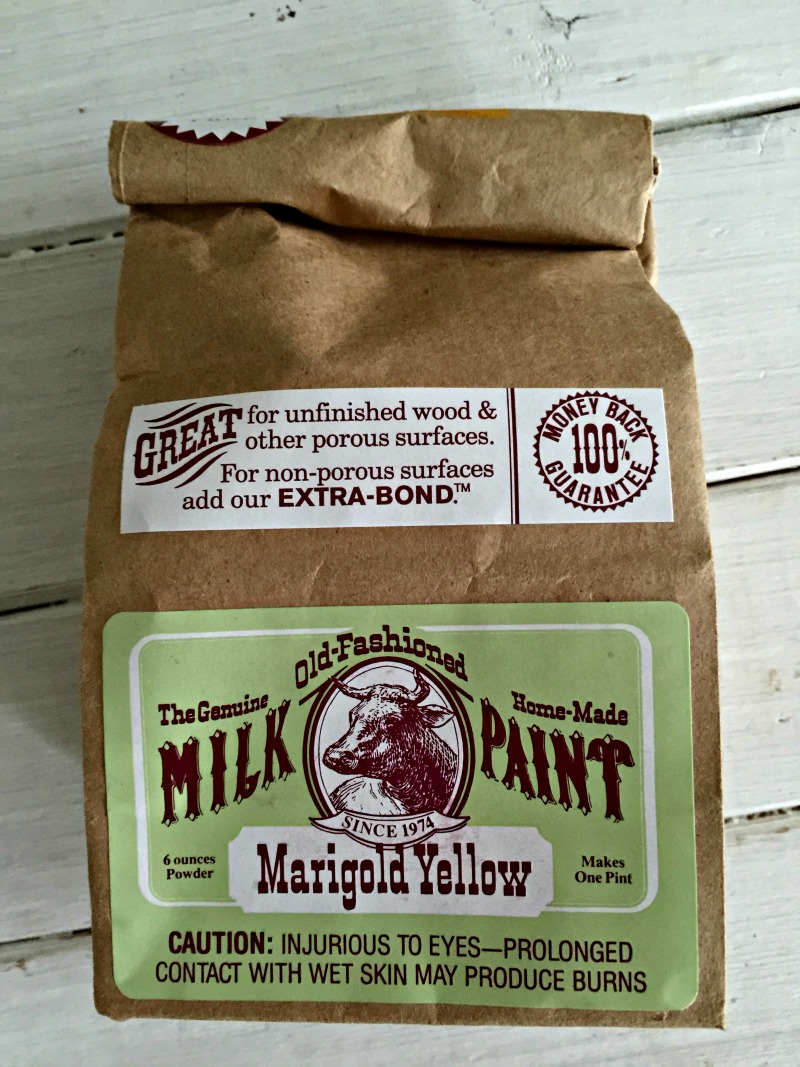 GREAT for unfinished wood &
other porous surfaces.
For non-porous surfaces
add our EXTRA-BOND.™
MONEY BACK
100%
GUARANTEE
Old-Fashioned
The Genuine
Home-Made
MILK PAINT
SINCE 1974
6 ounces
Powder
Marigold Yellow
Makes
One Pint
CAUTION: INJURIOUS TO EYES—PROLONGED
CONTACT WITH WET SKIN MAY PRODUCE BURNS